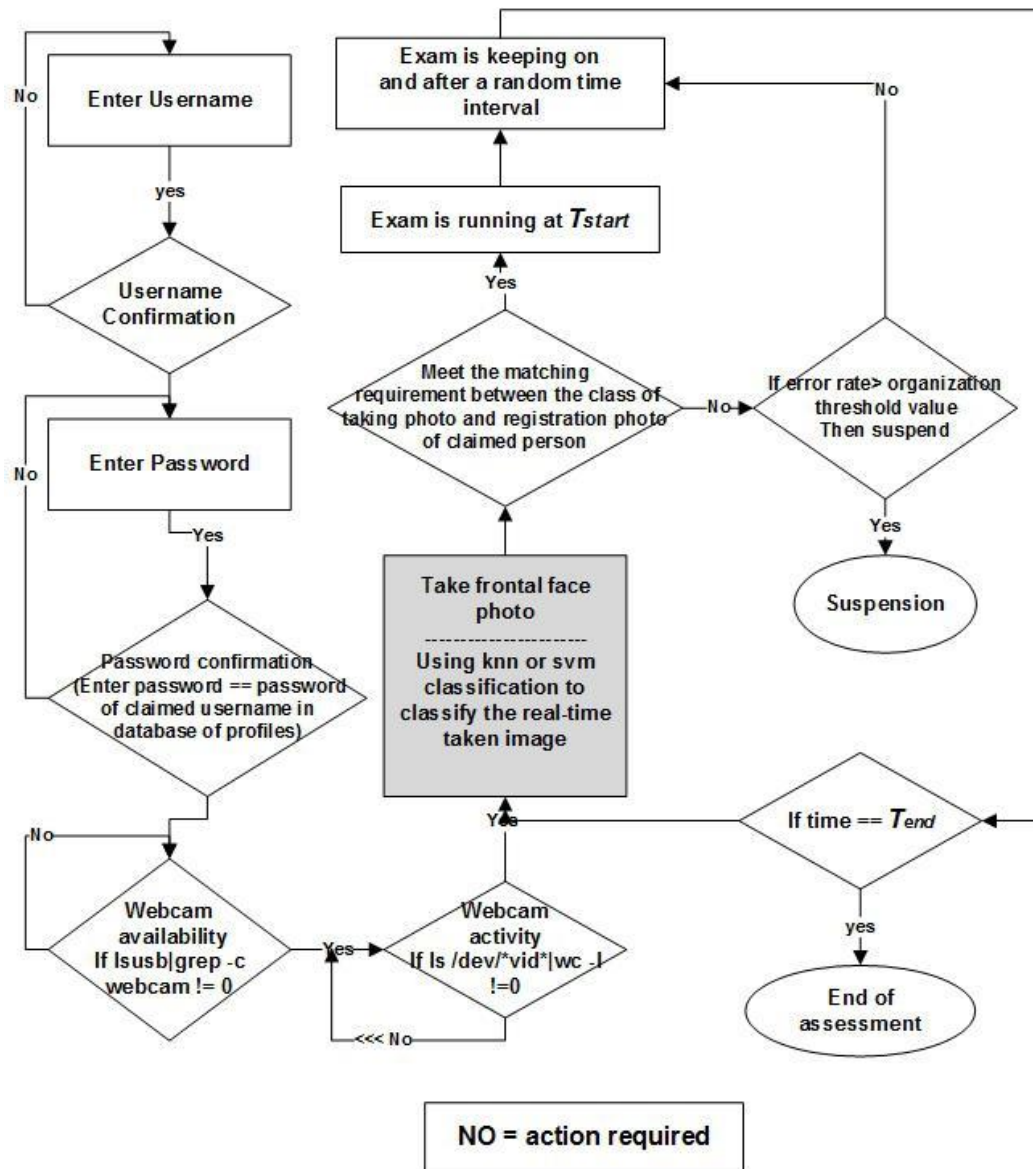 No
Enter Username
yes
Username
Confirmation
No
Enter Password
Yes
Password confirmation
(Enter password == password
of claimed username in
database of profiles)
No
Webcam
availability
If lsusb|grep -c
webcam != 0
Yes
Webcam
activity
If ls /dev/*vid*|wc -l
!=0
<<< No
Yes
Take frontal face
photo
------------------------
Using knn or svm
classification to
classify the real-time
taken image
Meet the matching
requirement between the class of
taking photo and registration photo
of claimed person
Yes
Exam is running at Tstart
Exam is keeping on
and after a random time
interval
No
If error rate> organization
threshold value
Then suspend
No
Yes
Suspension
If time == Tend
yes
End of
assessment
NO = action required